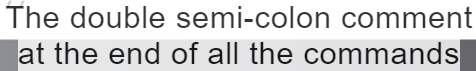 The double semi-colon comment
at the end of all the commands